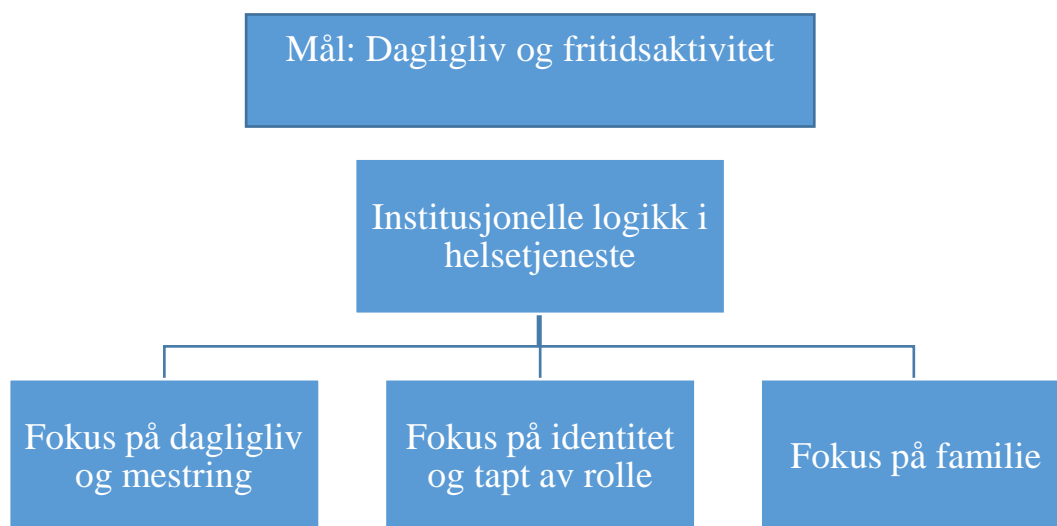 Mål: Dagligliv og fritidsaktivitet
Institusjonelle logikk i
helsetjeneste
Fokus på dagligliv
og mestring
Fokus på identitet
og tapt av rolle
Fokus på familie